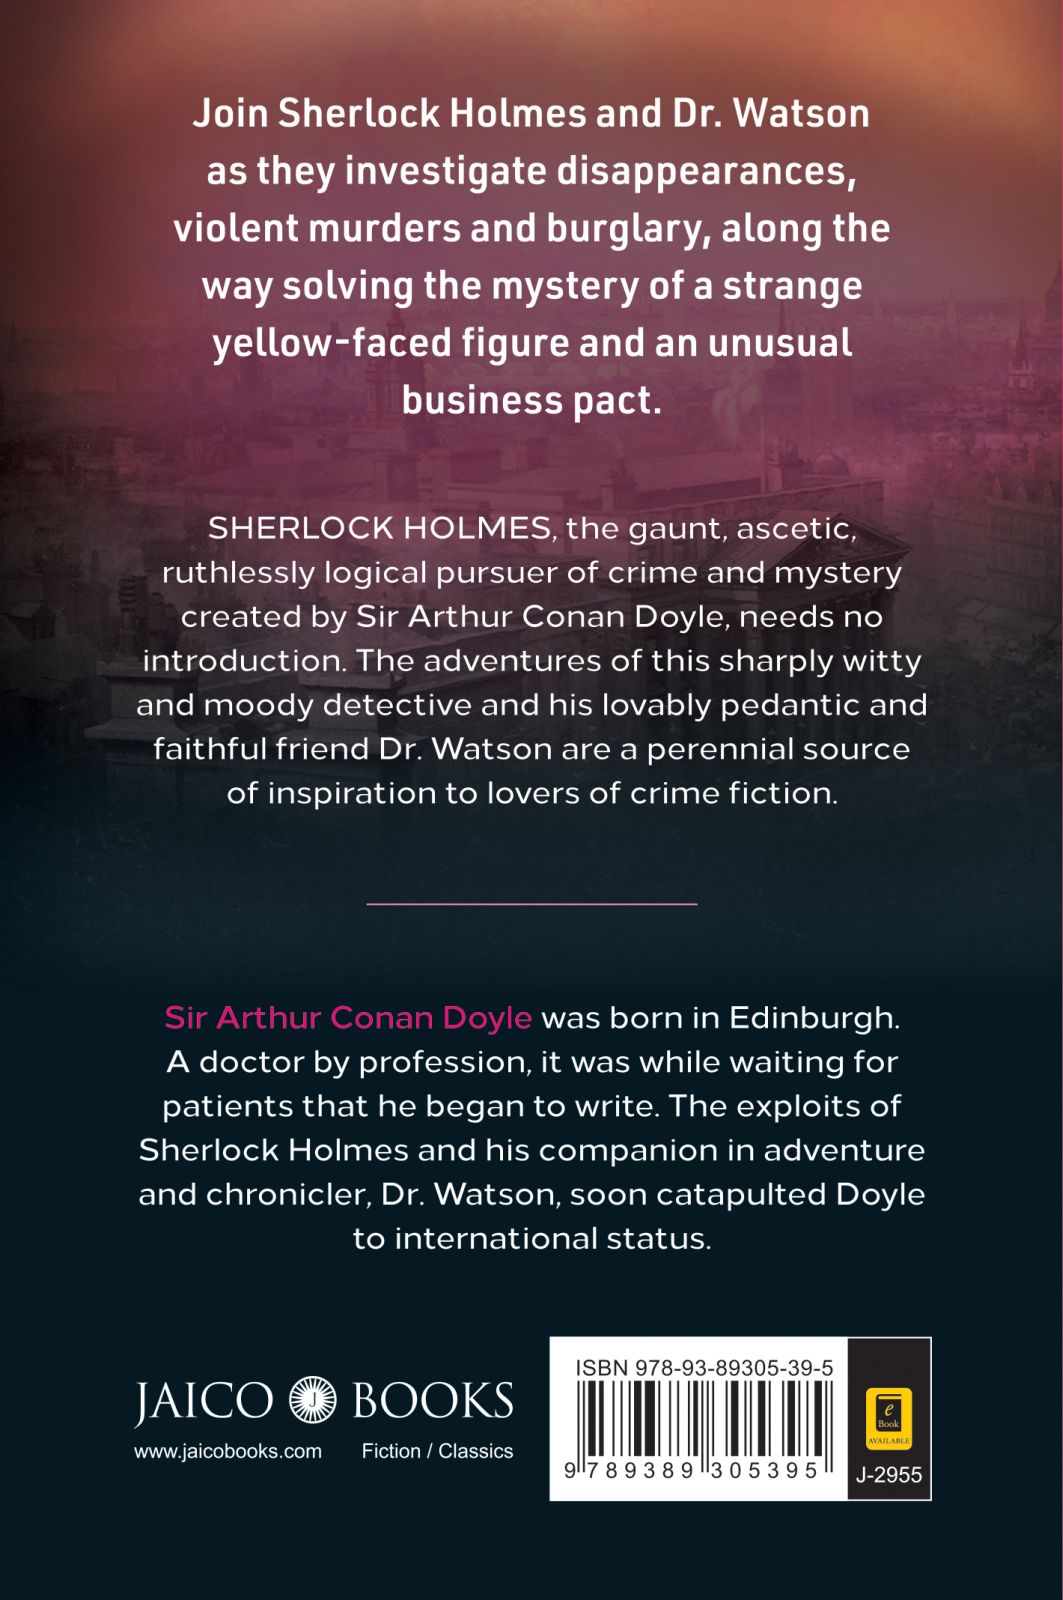 Join Sherlock Holmes and Dr. Watson
as they investigate disappearances,
violent murders and burglary, along the
way solving the mystery of a strange
yellow-faced figure and an unusual
business pact.
SHERLOCK HOLMES, the gaunt, ascetic,
ruthlessly logical pursuer of crime and mystery
created by Sir Arthur Conan Doyle, needs no
introduction. The adventures of this sharply witty
and moody detective and his lovably pedantic and
faithful friend Dr. Watson are a perennial source
of inspiration to lovers of crime fiction.
Sir Arthur Conan Doyle was born in Edinburgh.
A doctor by profession, it was while waiting for
patients that he began to write. The exploits of
Sherlock Holmes and his companion in adventure
and chronicler, Dr. Watson, soon catapulted Doyle
to international status.
JAICO J BOOKS
www.jaicobooks.com Fiction / Classics
ISBN 978-93-89305-39-5
9 789389 305395
e
Book
AVAILABLE
J-2955